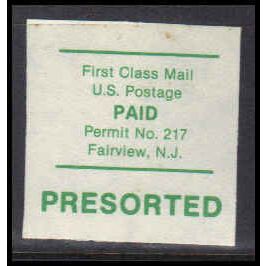 First Class Mail
U.S. Postage
PAID
Permit No. 217
Fairview, N.J.
PRESORTED